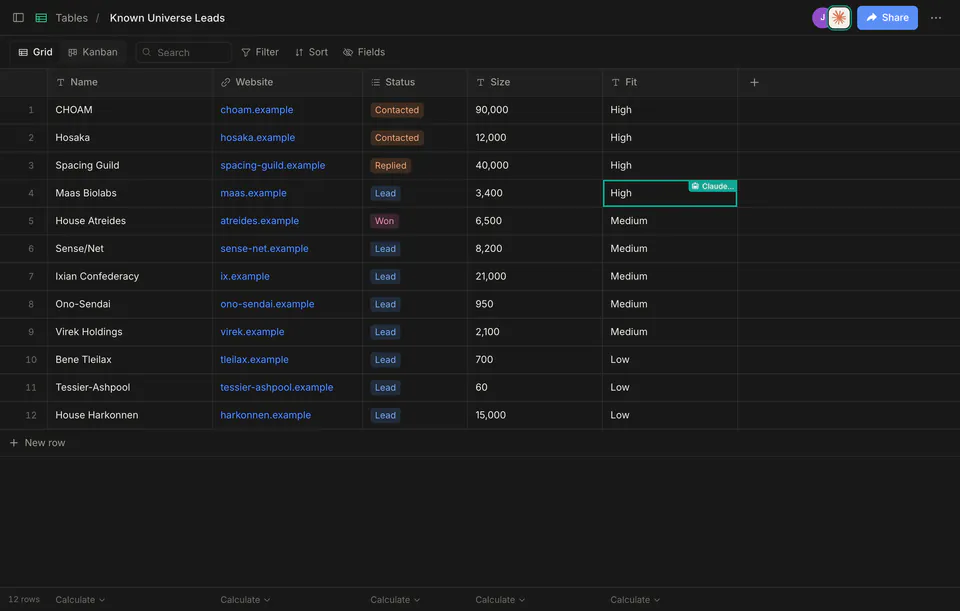 Tables / Known Universe Leads J Share
Grid Kanban Search Filter Sort Fields
Name Website Status Size Fit
1 CHOAM choam.example Contacted 90,000 High
2 Hosaka hosaka.example Contacted 12,000 High
3 Spacing Guild spacing-guild.example Replied 40,000 High
4 Maas Biolabs maas.example Lead 3,400 High Claude...
5 House Atreides atreides.example Won 6,500 Medium
6 Sense/Net sense-net.example Lead 8,200 Medium
7 Ixian Confederacy ix.example Lead 21,000 Medium
8 Ono-Sendai ono-sendai.example Lead 950 Medium
9 Virek Holdings virek.example Lead 2,100 Medium
10 Bene Tleilax tleilax.example Lead 700 Low
11 Tessier-Ashpool tessier-ashpool.example Lead 60 Low
12 House Harkonnen harkonnen.example Lead 15,000 Low
New row
12 rows Calculate Calculate Calculate Calculate Calculate